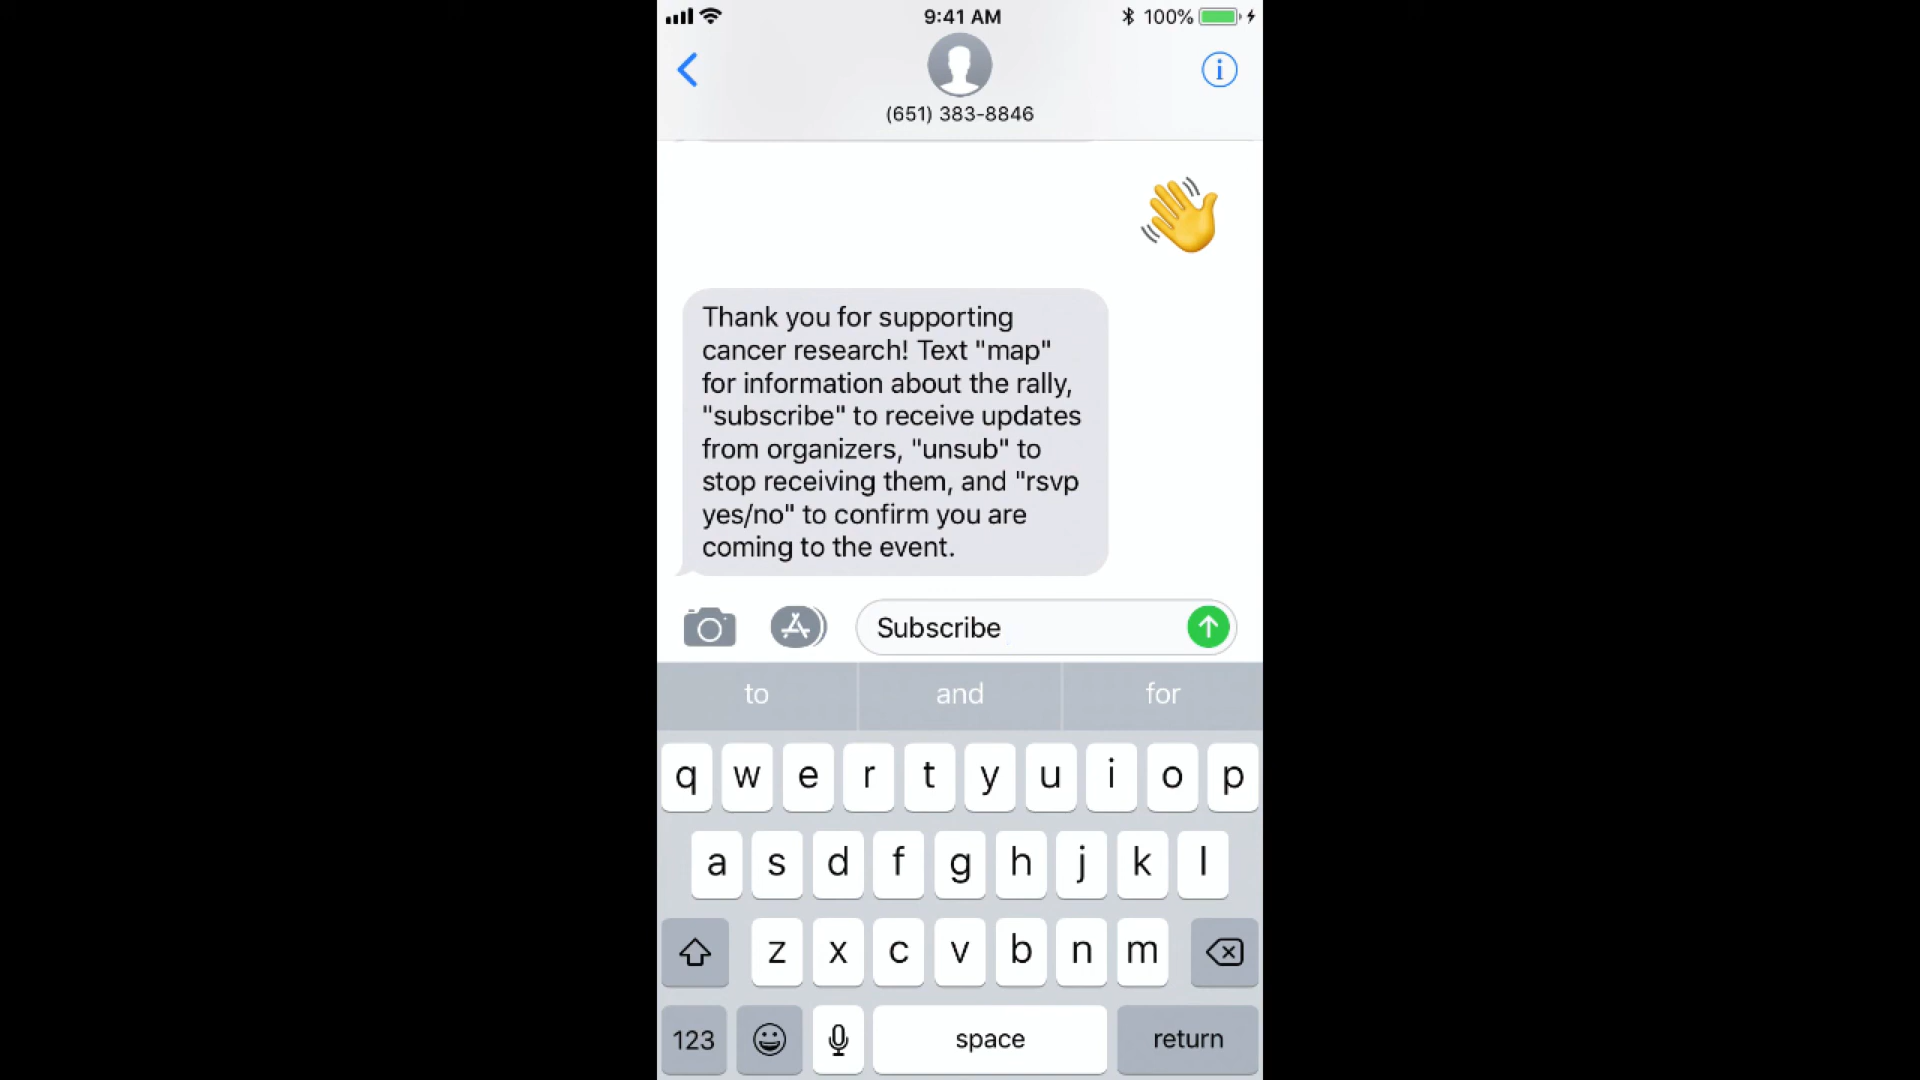 9:41 AM
100%
(651) 383-8846
Thank you for supporting
cancer research! Text "map"
for information about the rally,
"subscribe" to receive updates
from organizers, "unsub" to
stop receiving them, and "rsvp
yes/no" to confirm you are
coming to the event.
Subscribe
to and for
q w e r t y u i o p
a s d f g h j k l
z x c v b n m
123 space return